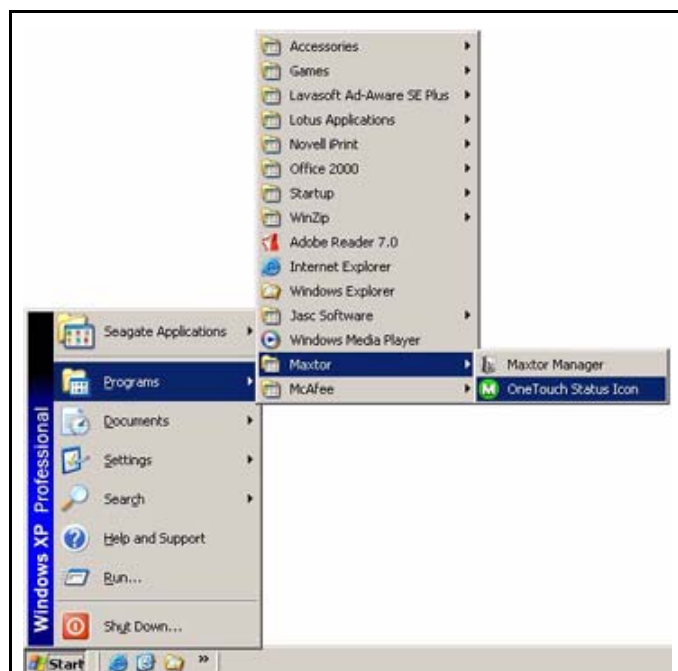 Accessories
Games
Lavasoft Ad-Aware SE Plus
Lotus Applications
Novell iPrint
Office 2000
Startup
WinZip
Adobe Reader 7.0
Internet Explorer
Windows Explorer
Jasc Software
Windows Media Player
Maxtor
McAfee
Maxtor Manager
OneTouch Status Icon
Seagate Applications
Programs
Documents
Settings
Search
Help and Support
Run...
Shut Down...
Windows XP Professional
Start